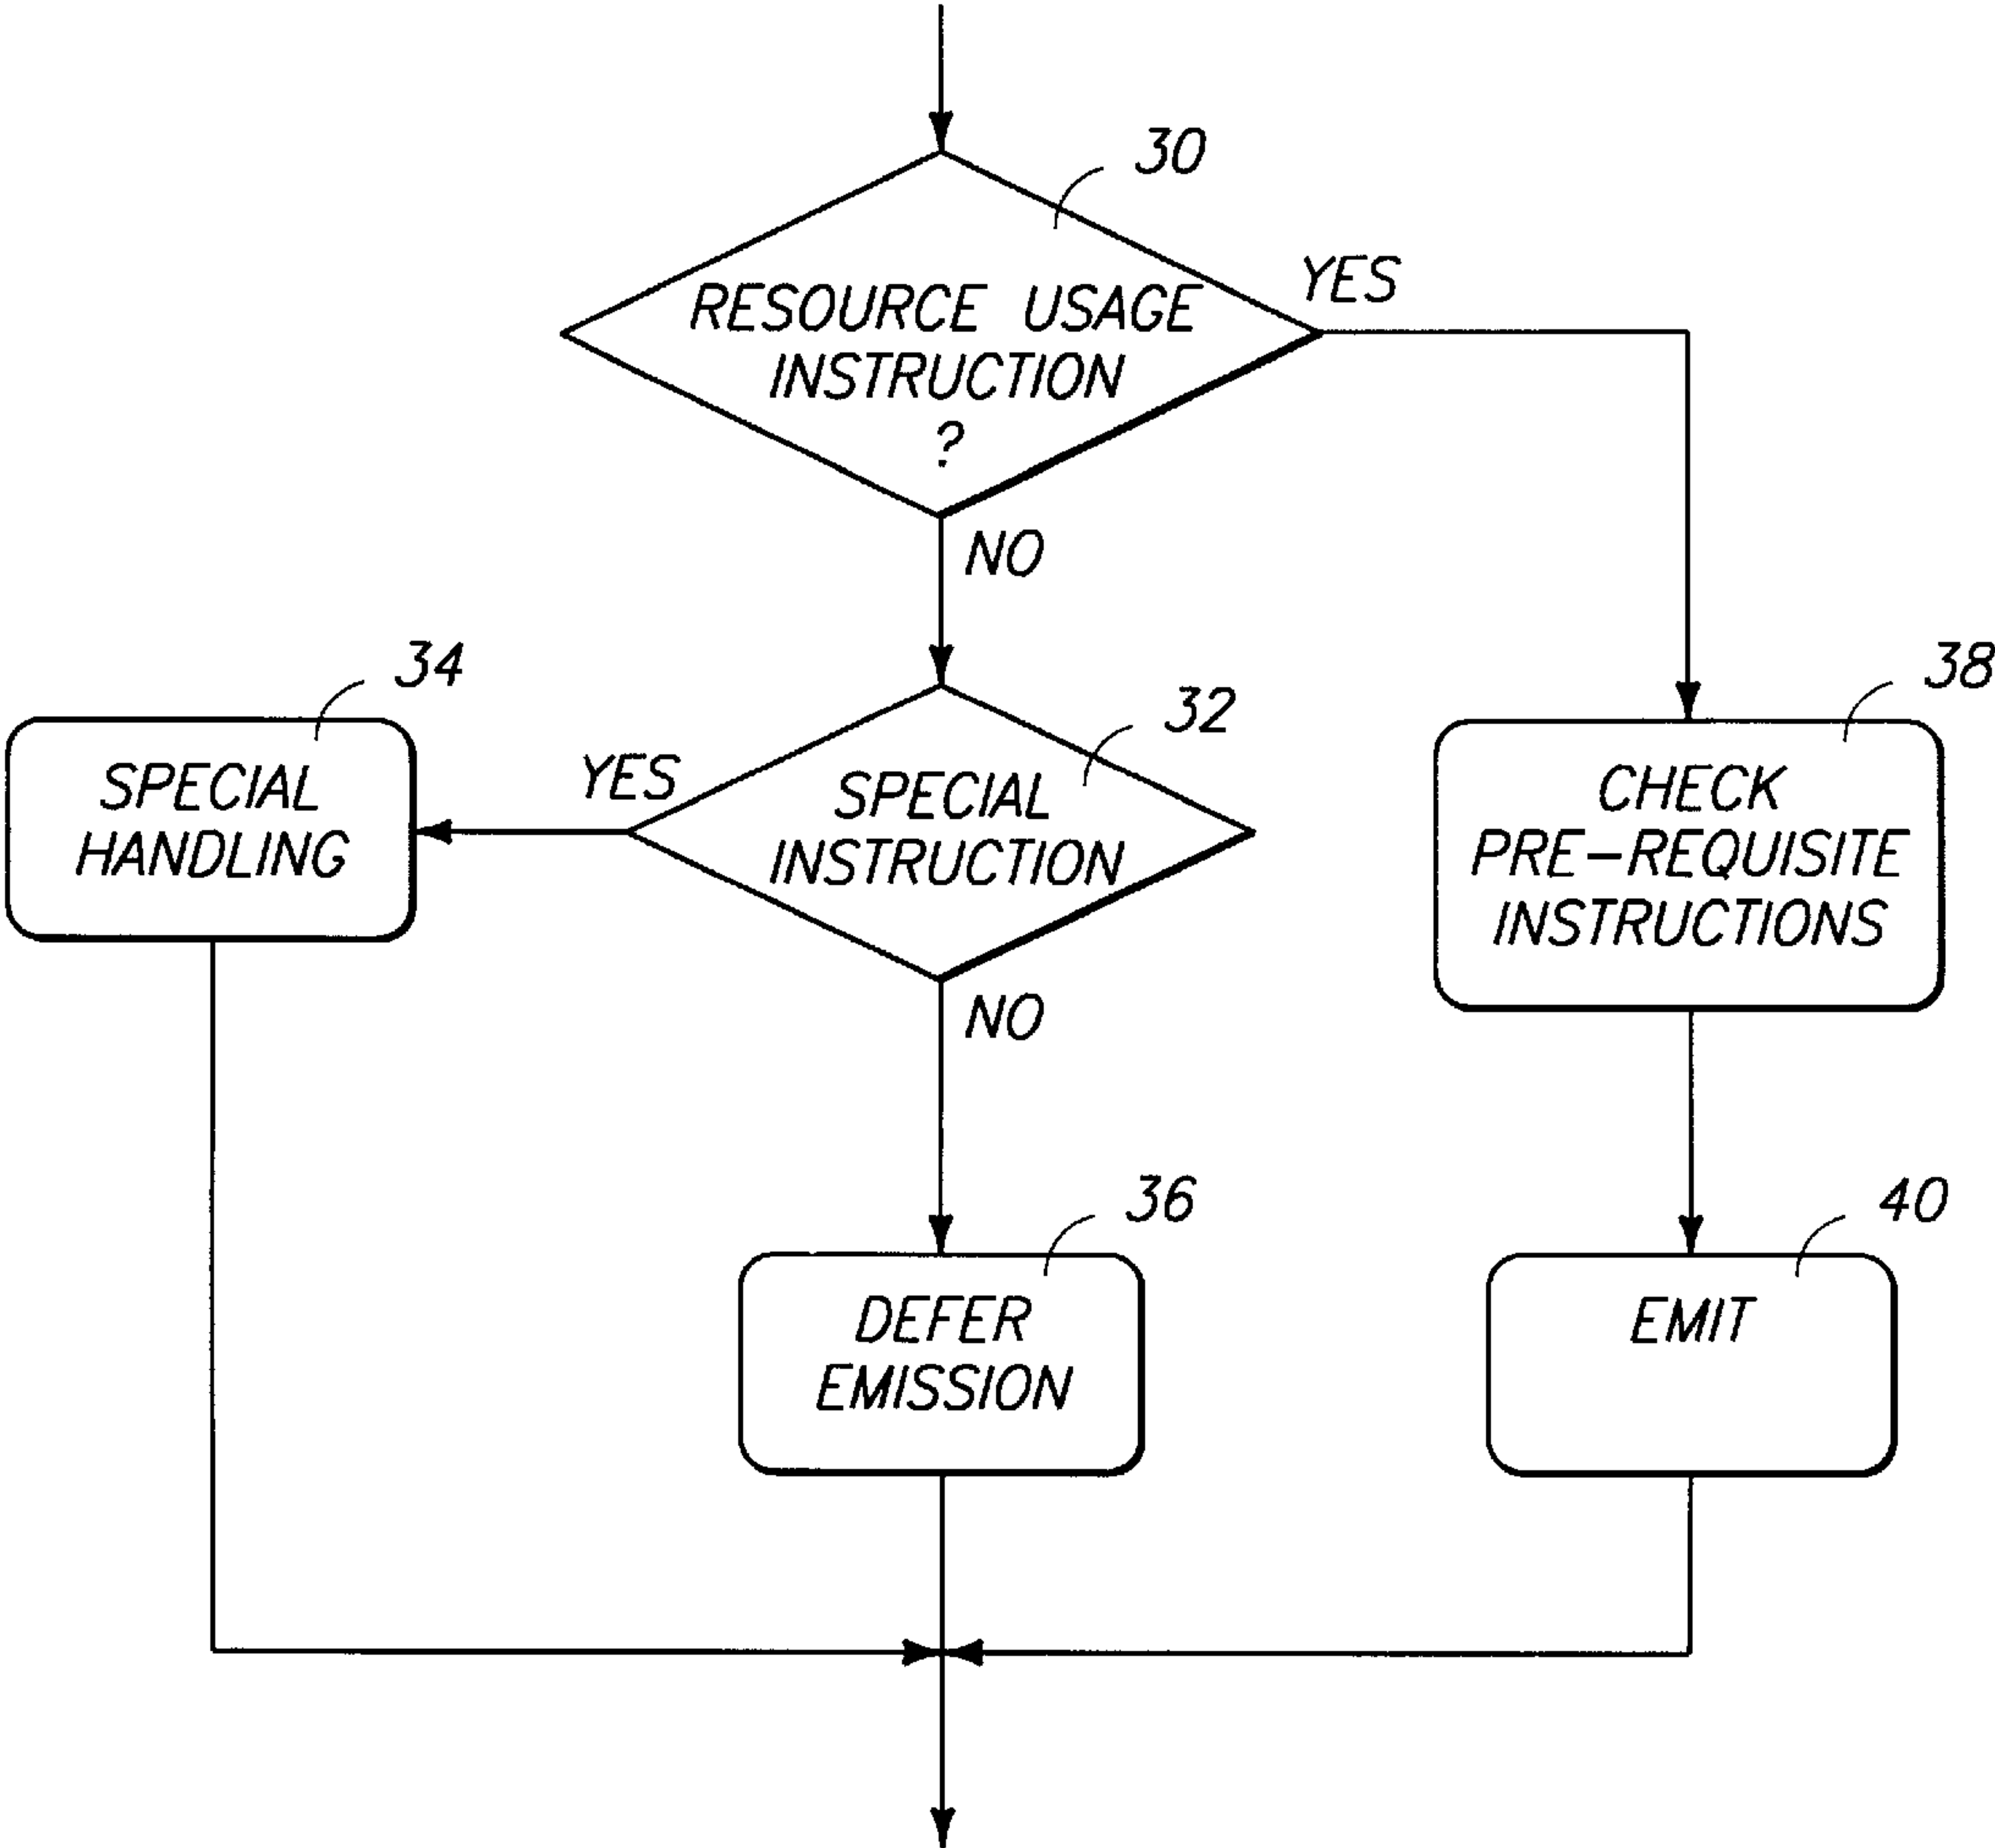 30
RESOURCE USAGE
INSTRUCTION
?
YES
NO
34
SPECIAL
HANDLING
YES
32
SPECIAL
INSTRUCTION
NO
38
CHECK
PRE-REQUISITE
INSTRUCTIONS
36
DEFER
EMISSION
40
EMIT